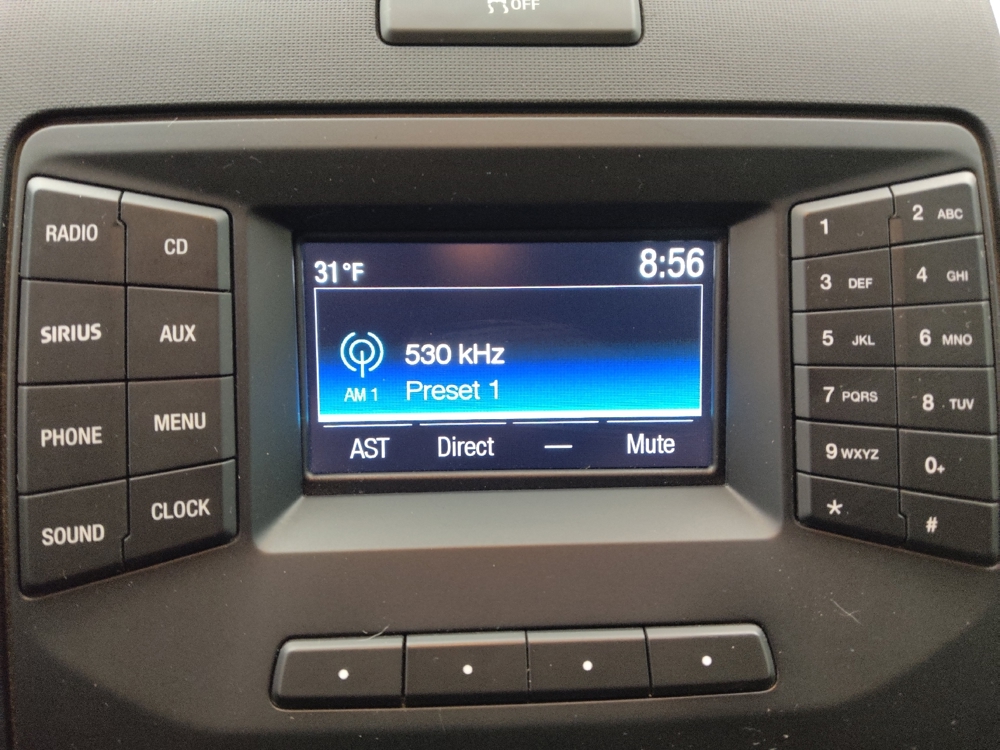 OFF
RADIO
CD
SIRIUS
AUX
PHONE
MENU
SOUND
CLOCK
31°F
8:56
530 kHz
AM 1
Preset 1
AST
Direct
—
Mute
1
2 ABC
3 DEF
4 GHI
5 JKL
6 MNO
7 PQRS
8 TUV
9 WXYZ
0+
*
#